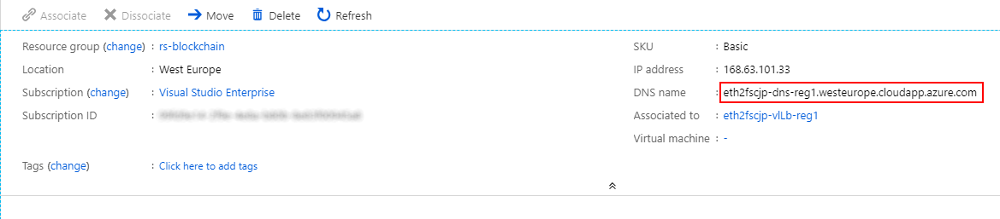 Associate Dissociate Move Delete Refresh
Resource group (change) : rs-blockchain
Location : West Europe
Subscription (change) : Visual Studio Enterprise
Subscription ID :
Tags (change) : Click here to add tags
SKU : Basic
IP address : 168.63.101.33
DNS name : eth2fscjp-dns-reg1.westeurope.cloudapp.azure.com
Associated to : eth2fscjp-vlLb-reg1
Virtual machine : -